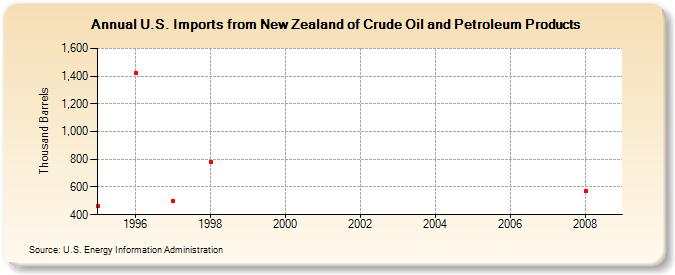 Annual U.S. Imports from New Zealand of Crude Oil and Petroleum Products
Thousand Barrels
1,600
1,400
1,200
1,000
800
600
400
1996 1998 2000 2002 2004 2006 2008
Source: U.S. Energy Information Administration